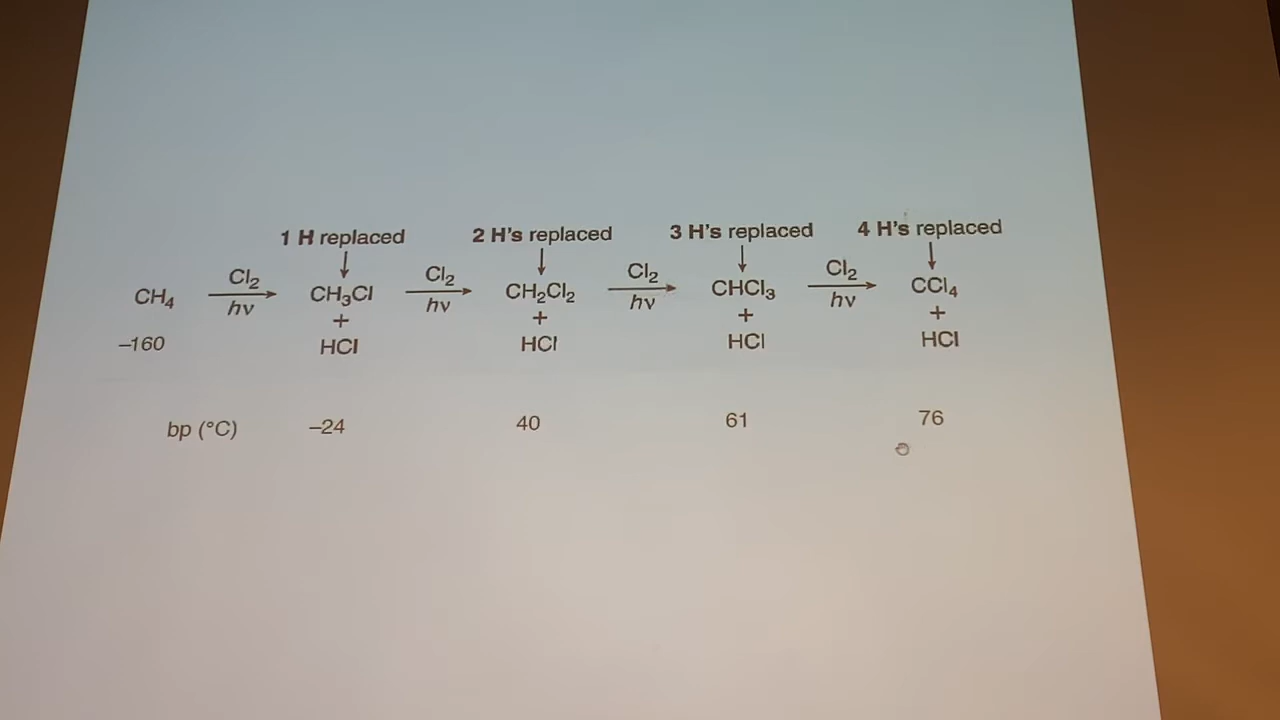 1 H replaced 2 H's replaced 3 H's replaced 4 H's replaced
↓ ↓ ↓ ↓
Cl₂ Cl₂ Cl₂ Cl₂
CH₄ → CH₃Cl → CH₂Cl₂ → CHCl₃ → CCl₄
hν hν hν hν
+ + + +
–160 HCl HCl HCl HCl
bp (°C) –24 40 61 76